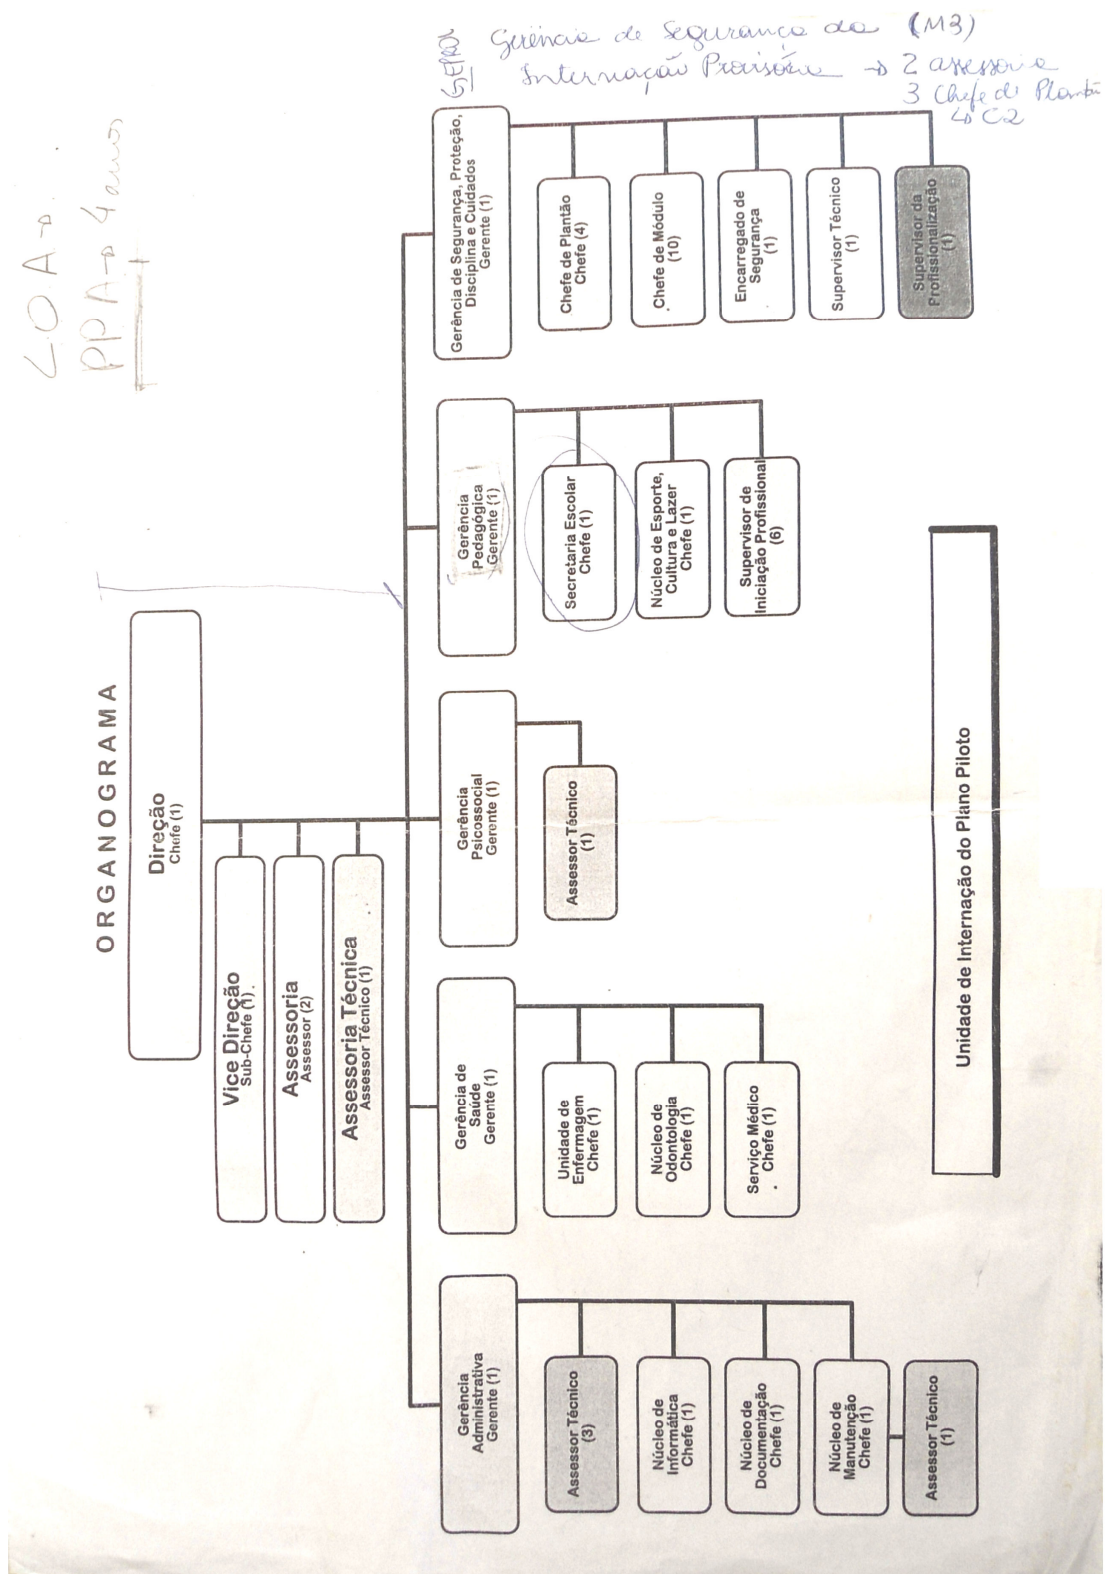 Gerência de Segurança da (M3)
Internação Provisória → 2 assessoria
3 Chefe de Plantão
↳ C2
L.O A →
PPA → 4 anos
ORGANOGRAMA
Direção
Chefe (1)
Vice Direção
Sub-Chefe (1).
Assessoria
Assessor (2)
Assessoria Técnica
Assessor Técnico (1)
Gerência
Administrativa
Gerente (1)
Assessor Técnico
(3)
Núcleo de
Informática
Chefe (1)
Núcleo de
Documentação
Chefe (1)
Núcleo de
Manutenção
Chefe (1)
Assessor Técnico
(1)
Gerência de
Saúde
Gerente (1)
Unidade de
Enfermagem
Chefe (1)
Núcleo de
Odontologia
Chefe (1)
Serviço Médico
Chefe (1)
Gerência
Psicossocial
Gerente (1)
Assessor Técnico
(1)
Gerência
Pedagógica
Gerente (1)
Secretaria Escolar
Chefe (1)
Núcleo de Esporte,
Cultura e Lazer
Chefe (1)
Supervisor de
Iniciação Profissional
(6)
Gerência de Segurança, Proteção,
Disciplina e Cuidados
Gerente (1)
Chefe de Plantão
Chefe (4)
Chefe de Módulo
(10)
Encarregado de
Segurança
(1)
Supervisor Técnico
(1)
Supervisor da
Profissionalização
(1)
Unidade de Internação do Plano Piloto